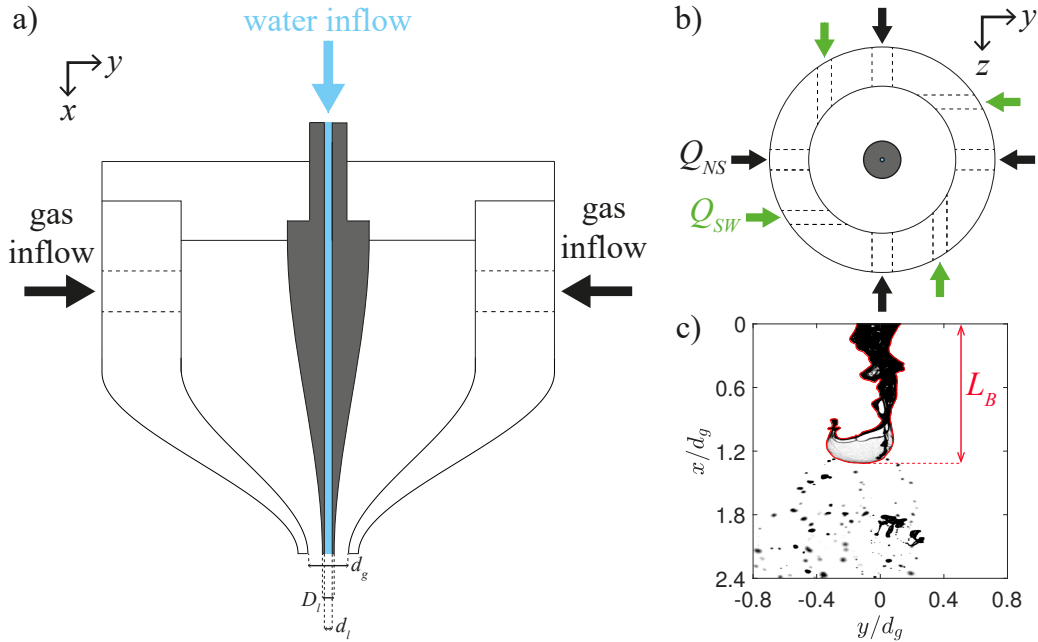 a)
water inflow
y
x
gas
inflow
gas
inflow
d_g
D_l
d_l
b)
y
z
Q_NS
Q_SW
c)
0
0.6
1.2
1.8
2.4
x/d_g
L_B
-0.8
-0.4
0
0.4
0.8
y/d_g